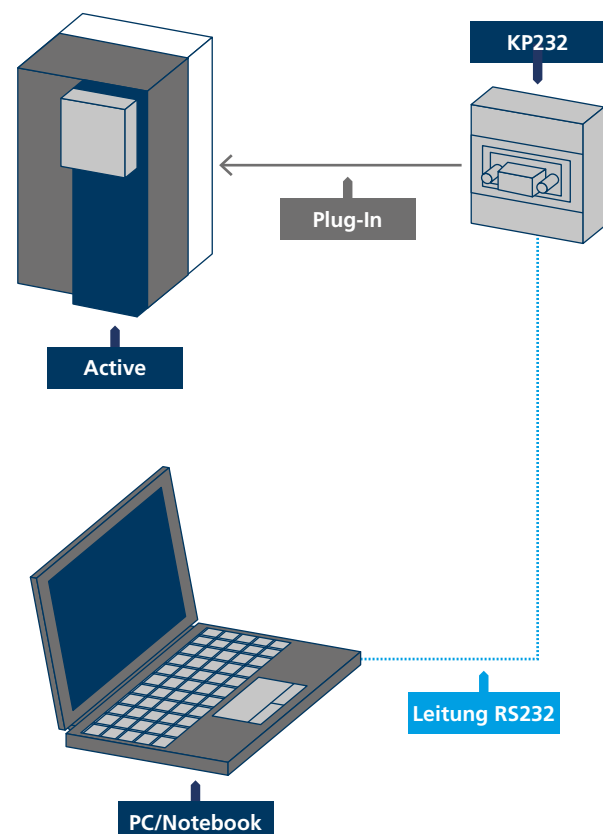 KP232
Plug-In
Active
Leitung RS232
PC/Notebook